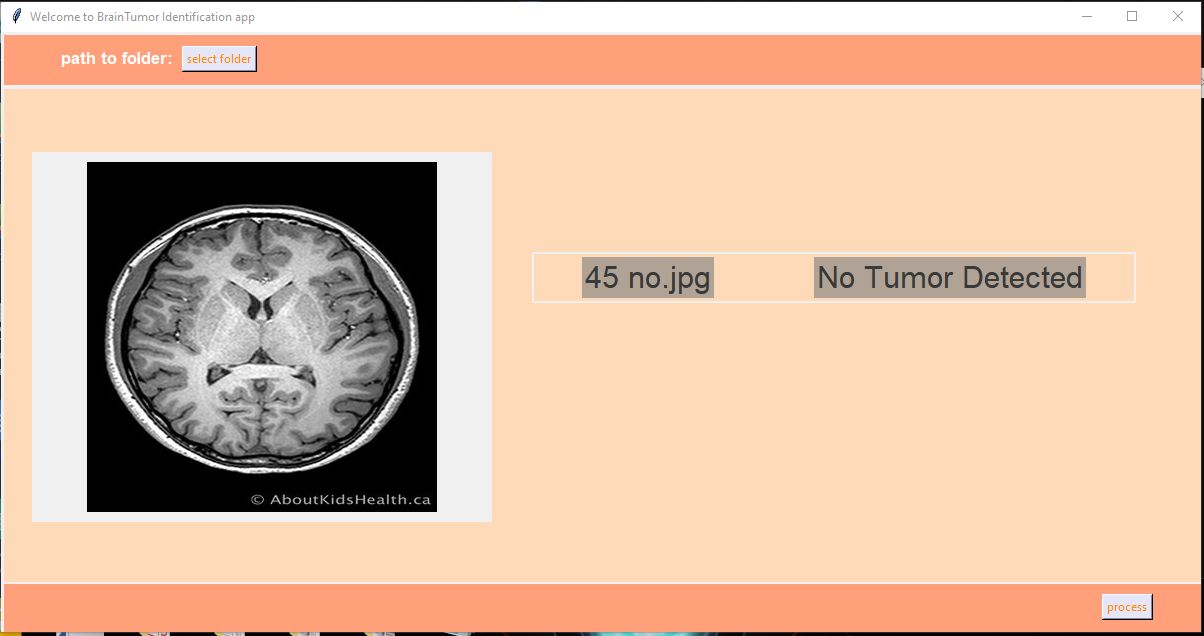 Welcome to BrainTumor Identification app
path to folder: select folder
45 no.jpg No Tumor Detected
© AboutKidsHealth.ca
process